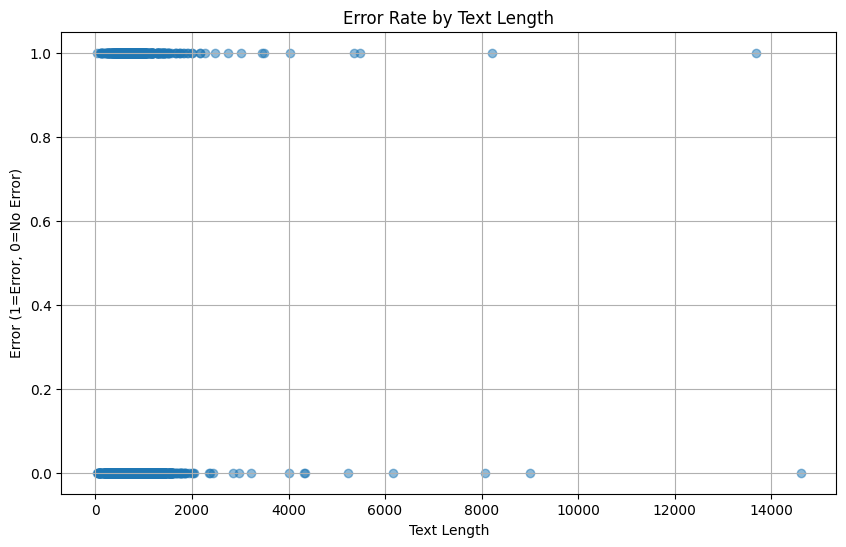 Error Rate by Text Length
Error (1=Error, 0=No Error)
1.0
0.8
0.6
0.4
0.2
0.0
0 2000 4000 6000 8000 10000 12000 14000
Text Length